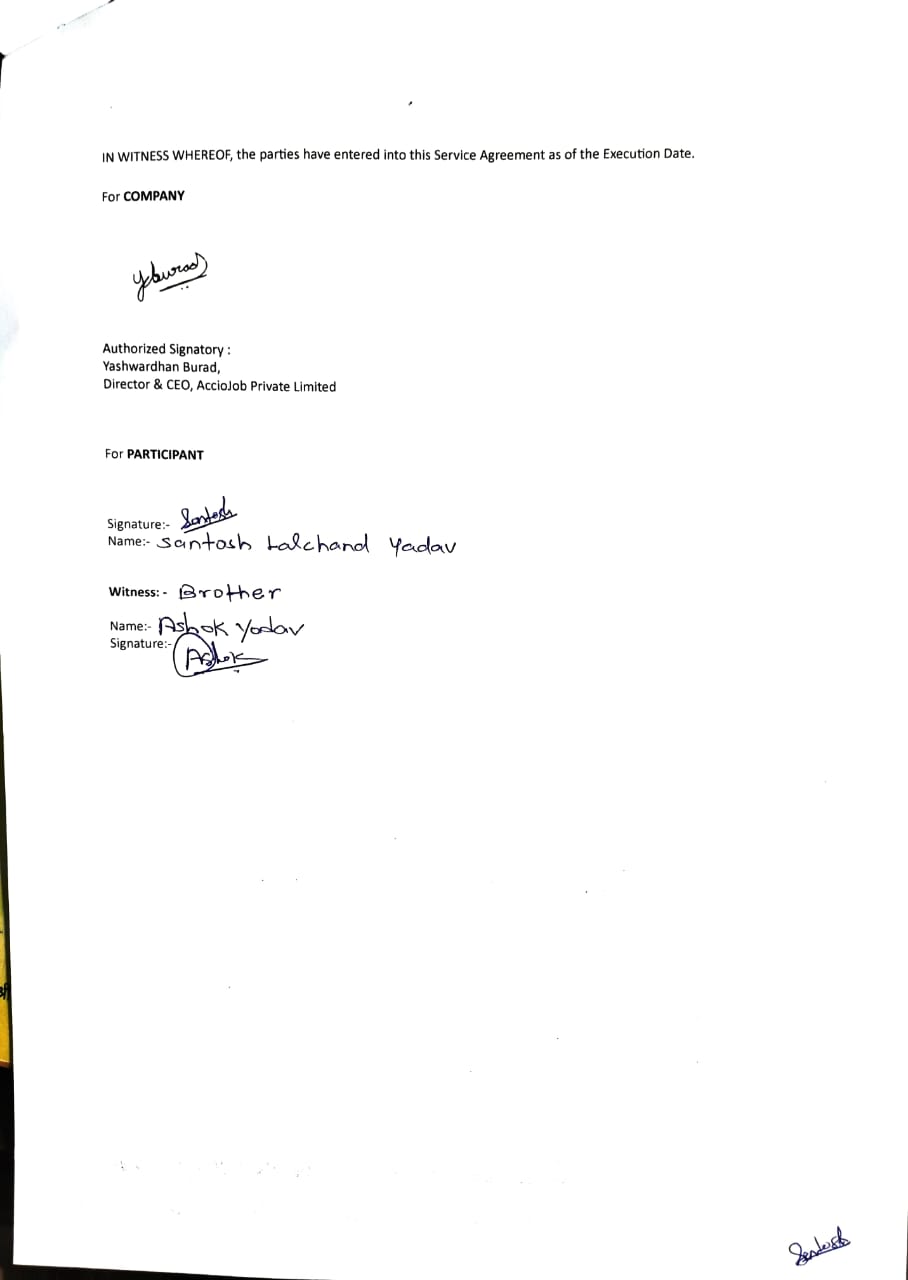 IN WITNESS WHEREOF, the parties have entered into this Service Agreement as of the Execution Date.
For COMPANY
yburad
Authorized Signatory :
Yashwardhan Burad,
Director & CEO, AccioJob Private Limited
For PARTICIPANT
Signature:- Santosh
Name:- Santosh Lalchand Yadav
Witness: - Brother
Name:- Ashok Yadav
Signature:- Ashok
Santosh